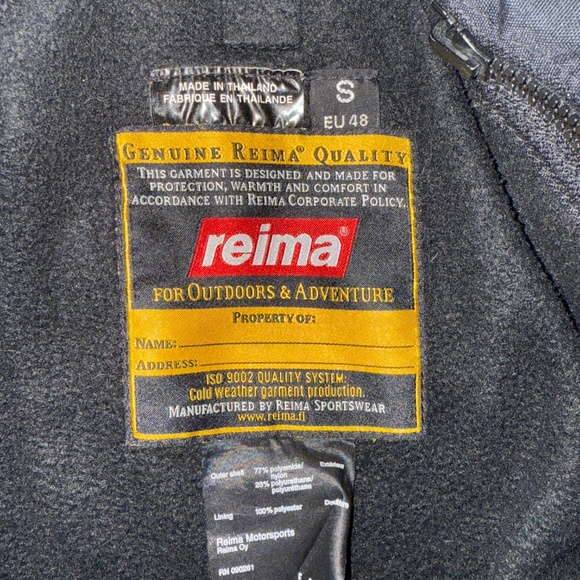 MADE IN THAILAND
FABRIQUE EN THAILANDE
S
EU 48
GENUINE REIMA® QUALITY
THIS GARMENT IS DESIGNED AND MADE FOR
PROTECTION, WARMTH AND COMFORT IN
ACCORDANCE WITH REIMA CORPORATE POLICY.
reima®
FOR OUTDOORS & ADVENTURE
PROPERTY OF:
NAME:
ADDRESS:
ISO 9002 QUALITY SYSTEM:
Cold weather garment production.
MANUFACTURED BY REIMA SPORTSWEAR
www.reima.fi
Outer shell 77% polyamide/
nylon
23% polyurethane/
polyuréthane
Lining 100% polyester
Reima Motorsports
Reima Oy
RN 090261